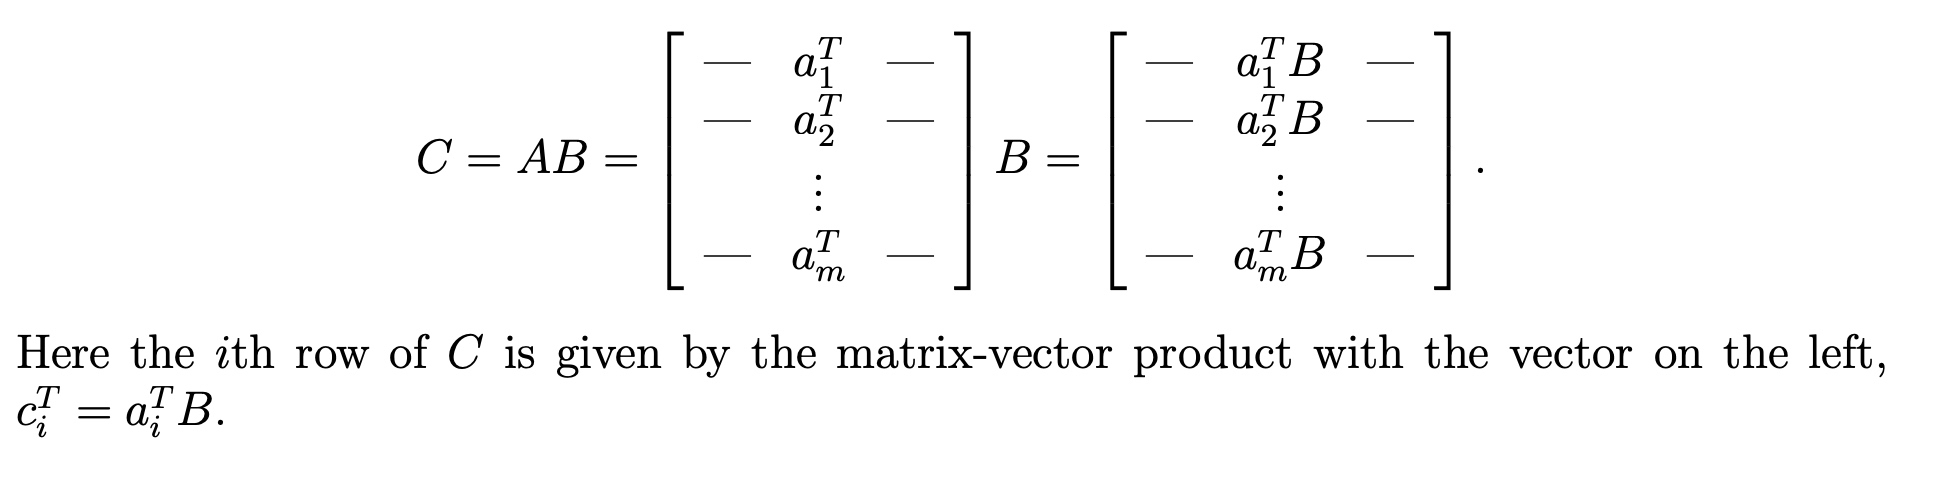 C = AB = \begin{bmatrix} — & a_1^T & — \\ — & a_2^T & — \\ & \vdots & \\ — & a_m^T & — \end{bmatrix} B = \begin{bmatrix} — & a_1^T B & — \\ — & a_2^T B & — \\ & \vdots & \\ — & a_m^T B & — \end{bmatrix}.
Here the ith row of C is given by the matrix-vector product with the vector on the left,
c_i^T = a_i^T B.